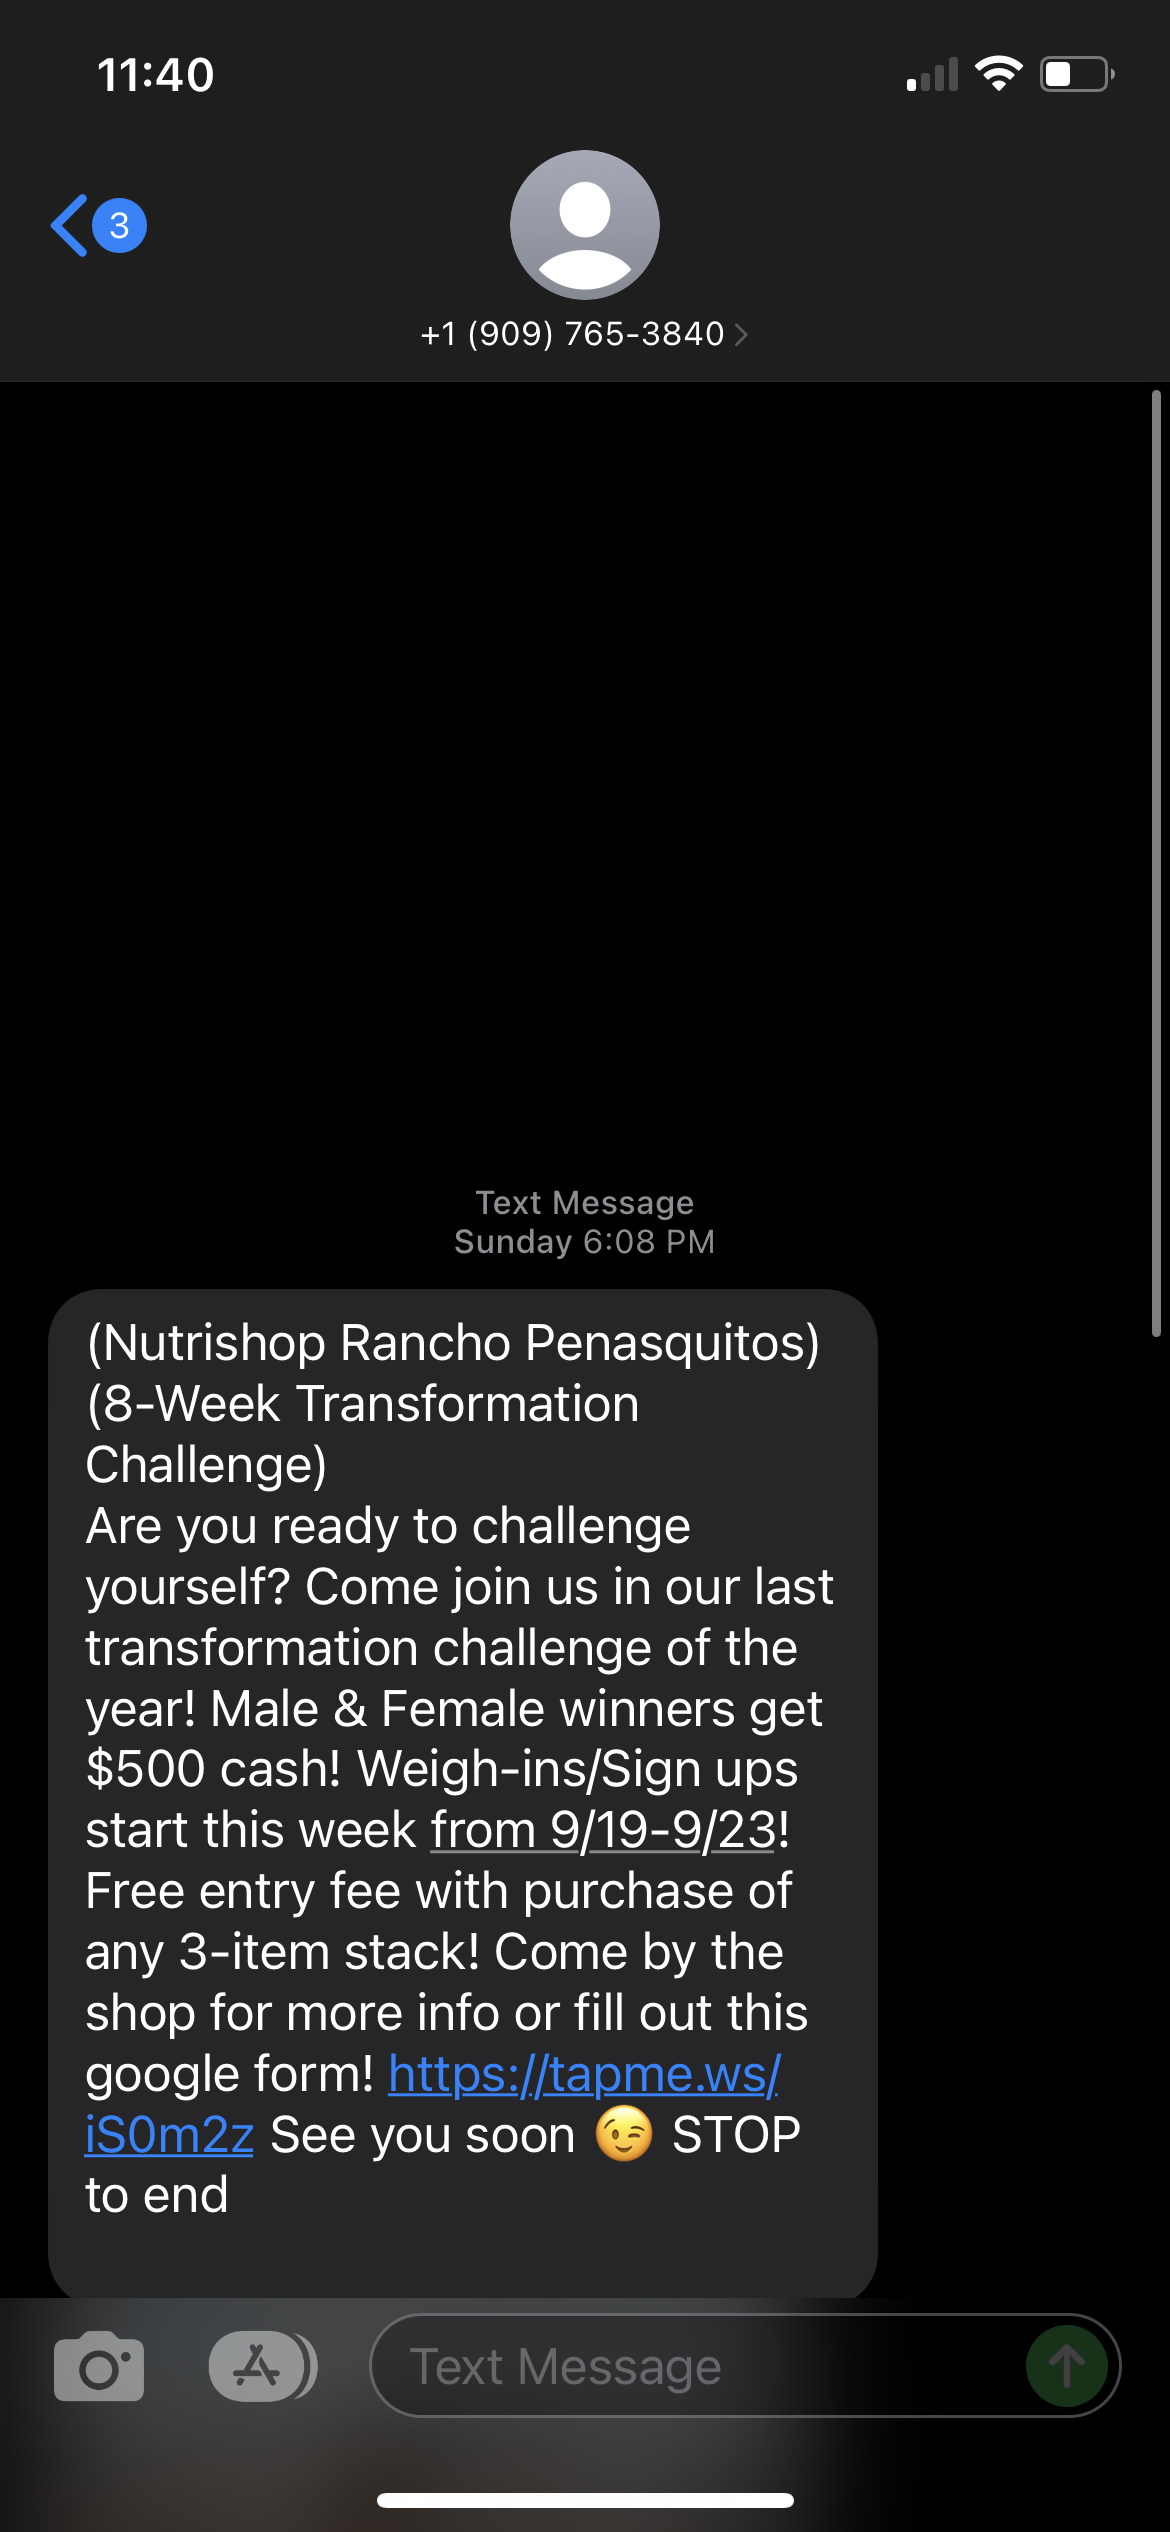 11:40
3
+1 (909) 765-3840
Text Message
Sunday 6:08 PM
(Nutrishop Rancho Penasquitos)
(8-Week Transformation
Challenge)
Are you ready to challenge
yourself? Come join us in our last
transformation challenge of the
year! Male & Female winners get
$500 cash! Weigh-ins/Sign ups
start this week from 9/19-9/23!
Free entry fee with purchase of
any 3-item stack! Come by the
shop for more info or fill out this
google form! https://tapme.ws/
iS0m2z See you soon 😉 STOP
to end
Text Message